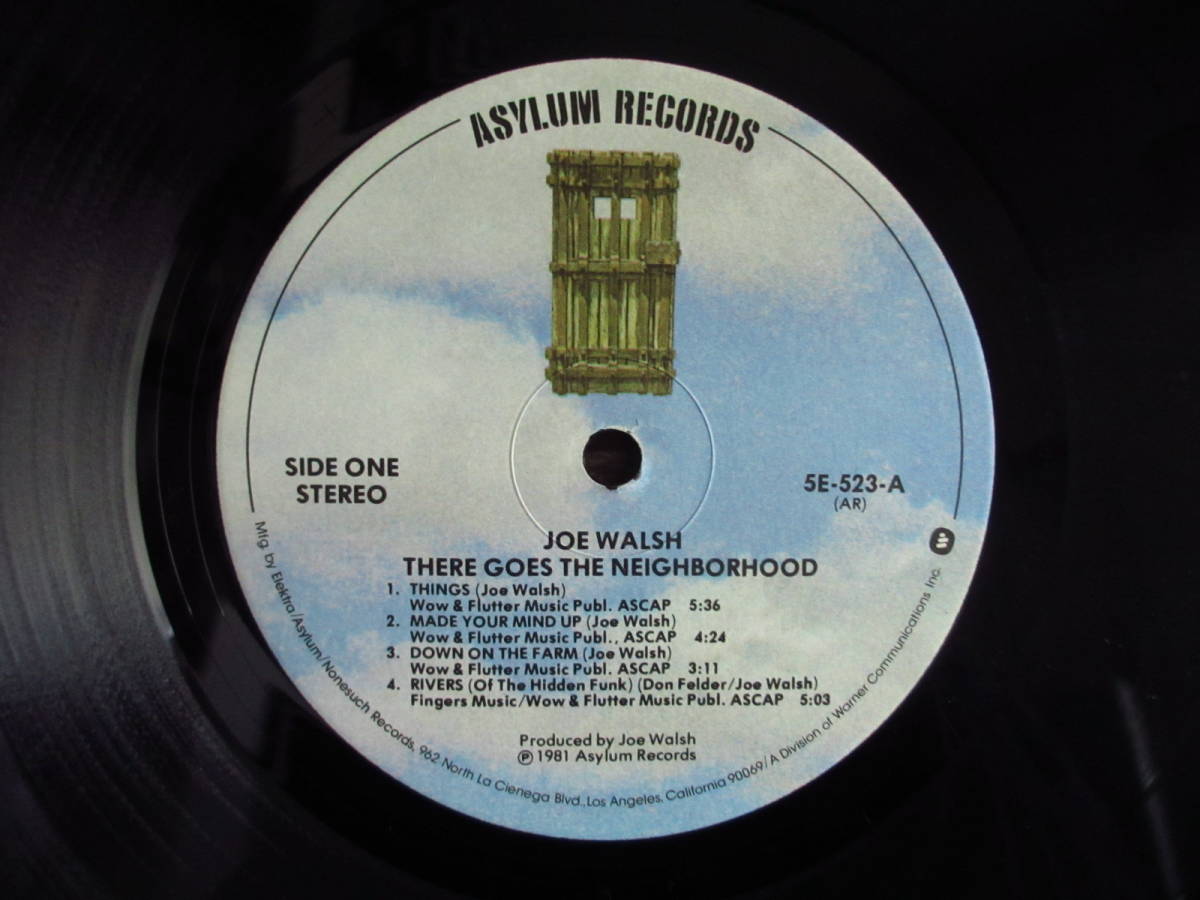 ASYLUM RECORDS
SIDE ONE
STEREO
5E-523-A
(AR)
JOE WALSH
THERE GOES THE NEIGHBORHOOD
1. THINGS (Joe Walsh)
Wow & Flutter Music Publ. ASCAP 5:36
2. MADE YOUR MIND UP (Joe Walsh)
Wow & Flutter Music Publ., ASCAP 4:24
3. DOWN ON THE FARM (Joe Walsh)
Wow & Flutter Music Publ. ASCAP 3:11
4. RIVERS (Of The Hidden Funk) (Don Felder/Joe Walsh)
Fingers Music/Wow & Flutter Music Publ. ASCAP 5:03
Produced by Joe Walsh
℗ 1981 Asylum Records
Mfg. by Elektra/Asylum/Nonesuch Records, 962 North La Cienega Blvd., Los Angeles, California 90069/A Division of Warner Communications Inc.